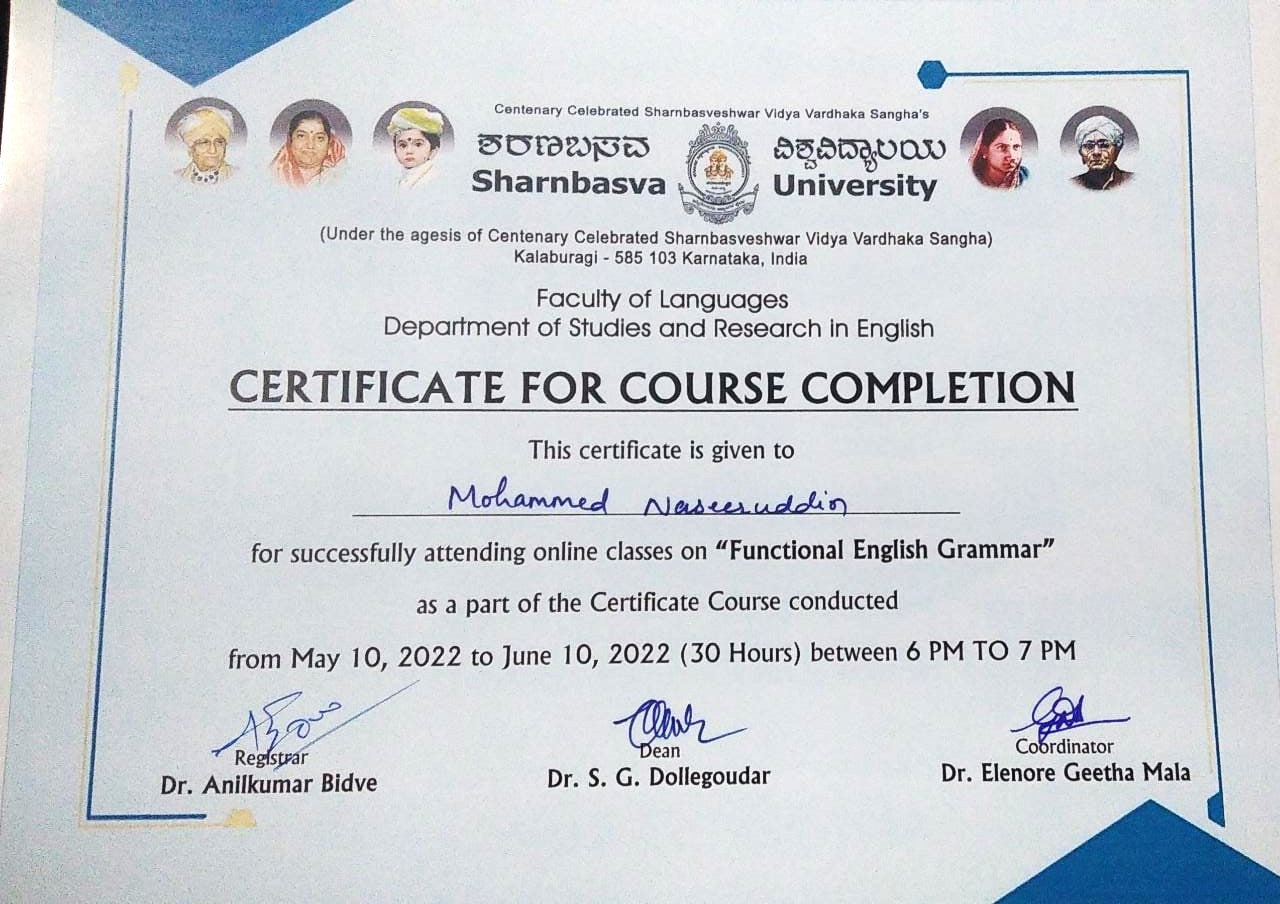 Centenary Celebrated Sharnbasveshwar Vidya Vardhaka Sangha's
ಶರಣಬಸವ ವಿಶ್ವವಿದ್ಯಾಲಯ
Sharnbasva University
(Under the agesis of Centenary Celebrated Sharnbasveshwar Vidya Vardhaka Sangha)
Kalaburagi - 585 103 Karnataka, India
Faculty of Languages
Department of Studies and Research in English
CERTIFICATE FOR COURSE COMPLETION
This certificate is given to
Mohammed Naseeruddin
for successfully attending online classes on “Functional English Grammar”
as a part of the Certificate Course conducted
from May 10, 2022 to June 10, 2022 (30 Hours) between 6 PM TO 7 PM
Registrar Dean Coordinator
Dr. Anilkumar Bidve Dr. S. G. Dollegoudar Dr. Elenore Geetha Mala